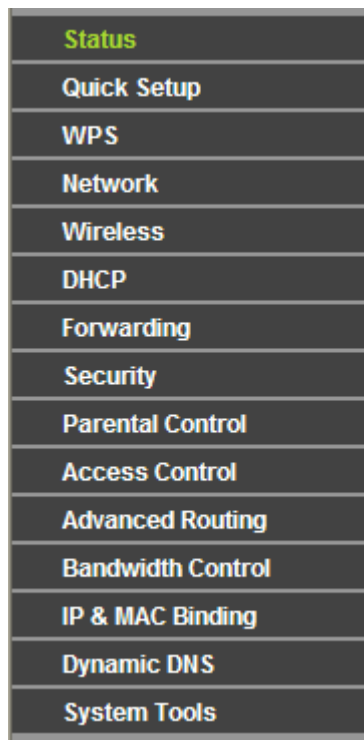 Status
Quick Setup
WPS
Network
Wireless
DHCP
Forwarding
Security
Parental Control
Access Control
Advanced Routing
Bandwidth Control
IP & MAC Binding
Dynamic DNS
System Tools